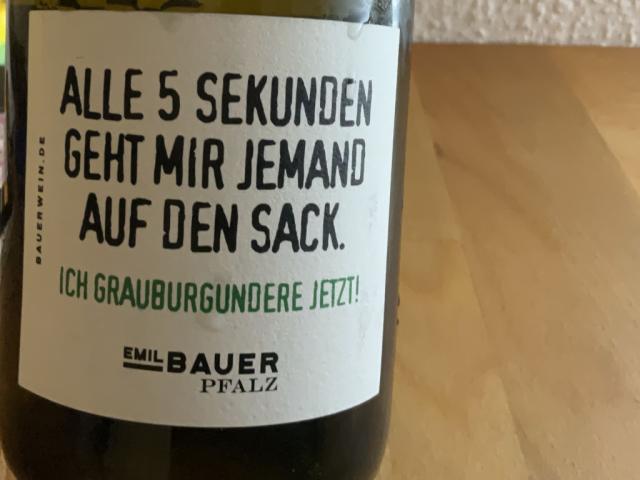 ALLE 5 SEKUNDEN
GEHT MIR JEMAND
AUF DEN SACK.
ICH GRAUBURGUNDERE JETZT!
EMIL BAUER
PFALZ
BAUERWEIN.DE